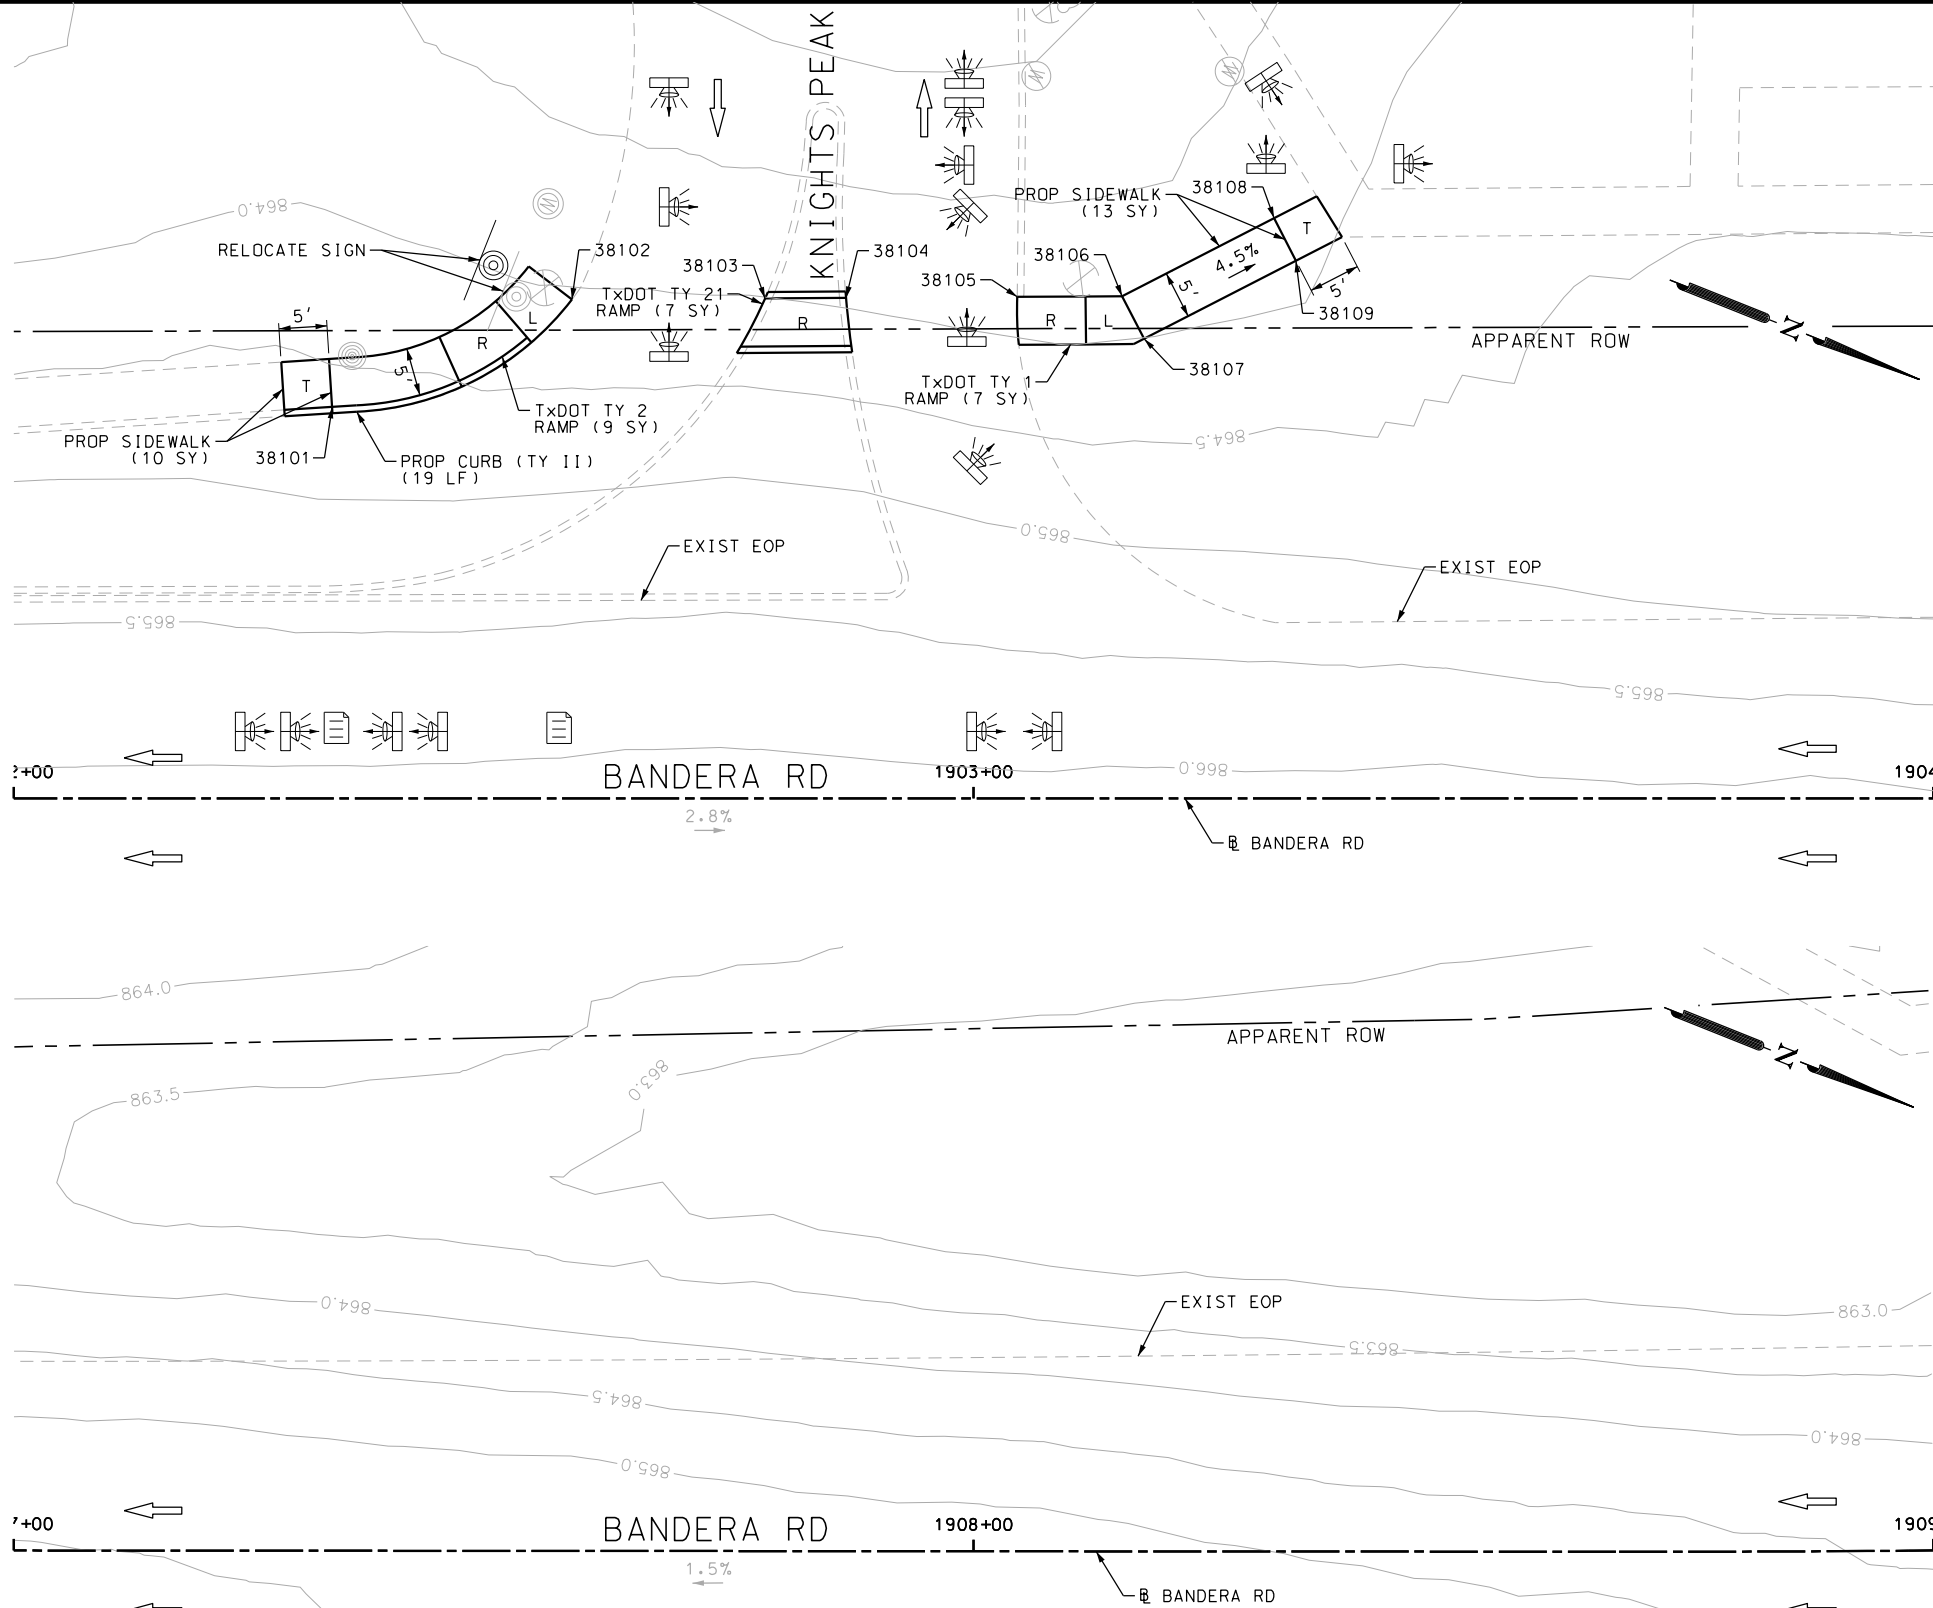 KNIGHTS PEAK
864.0
RELOCATE SIGN
38102
38103
38104
TxDOT TY 21
RAMP (7 SY)
PROP SIDEWALK
(13 SY)
38108
38105
38106
4.5%
T
5'
5'
38109
R
L
R
R
L
APPARENT ROW
N
38107
TxDOT TY 1
RAMP (7 SY)
5'
T
5'
TxDOT TY 2
RAMP (9 SY)
PROP SIDEWALK
(10 SY)
38101
PROP CURB (TY II)
(19 LF)
864.5
865.0
EXIST EOP
EXIST EOP
865.5
865.5
+00
BANDERA RD
1903+00
866.0
1904
2.8%
BANDERA RD
864.0
APPARENT ROW
N
863.5
863.0
EXIST EOP
864.0
863.0
863.5
864.5
864.0
865.0
+00
BANDERA RD
1908+00
1909
1.5%
BANDERA RD